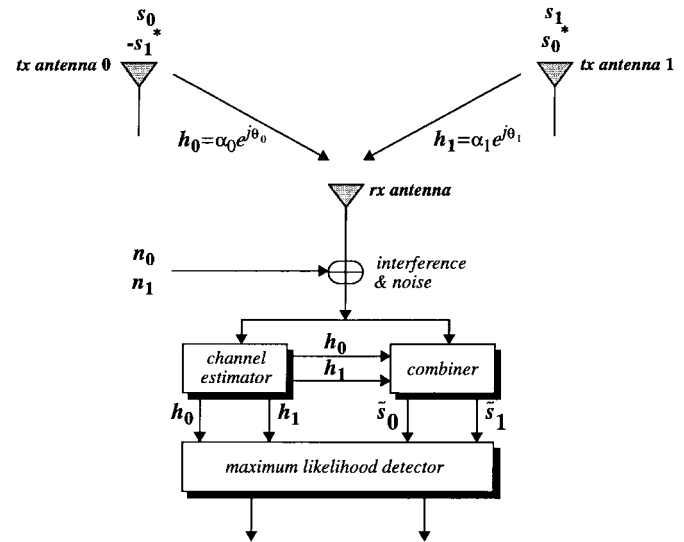 s₀
-s₁*
tx antenna 0
s₁
s₀*
tx antenna 1
h₀=α₀e^{jθ₀}
h₁=α₁e^{jθ₁}
rx antenna
n₀
n₁
interference
& noise
channel
estimator
h₀
h₁
combiner
h₀
h₁
s̃₀
s̃₁
maximum likelihood detector